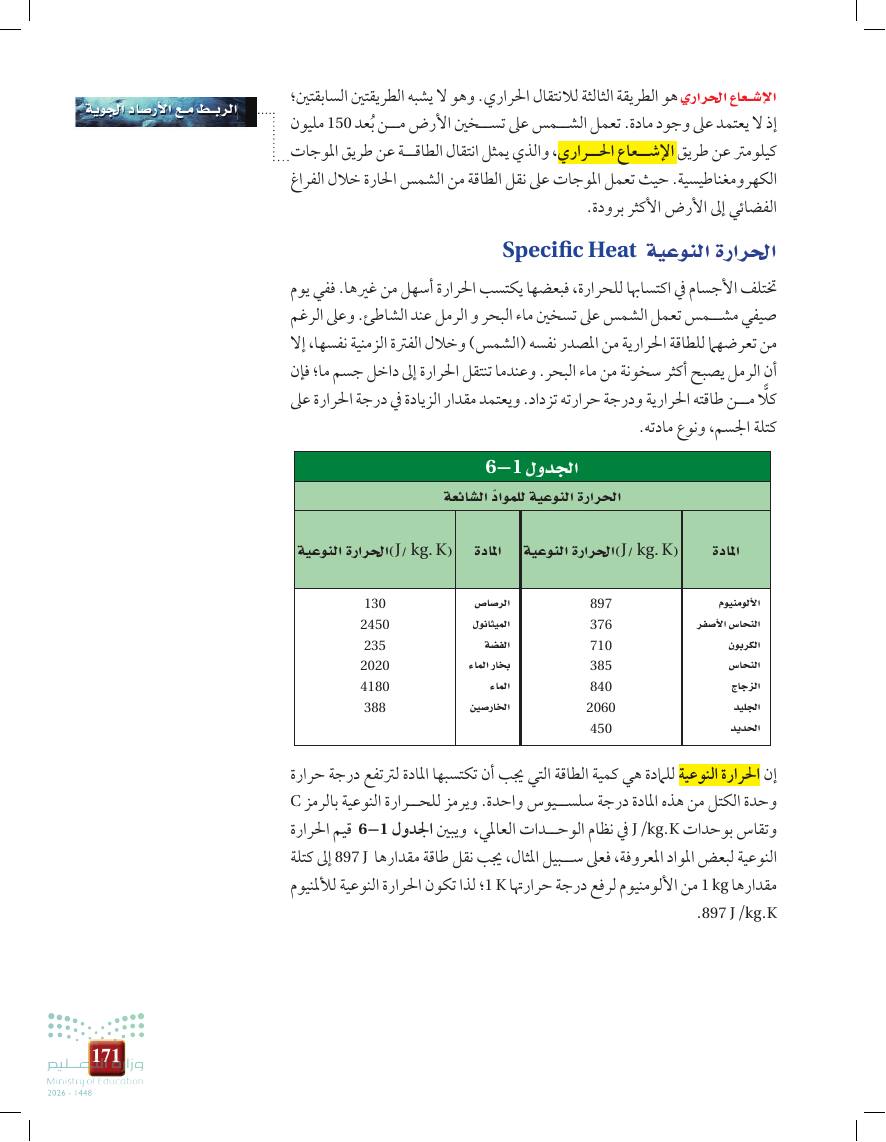 الإشعاع الحراري هو الطريقة الثالثة للانتقال الحراري. وهو لا يشبه الطريقتين السابقتين؛
إذ لا يعتمد على وجود مادة. تعمل الشمس على تسخين الأرض من بُعد 150 مليون
كيلومتر عن طريق الإشعاع الحراري، والذي يمثل انتقال الطاقة عن طريق الموجات
الكهرومغناطيسية. حيث تعمل الموجات على نقل الطاقة من الشمس الحارة خلال الفراغ
الفضائي إلى الأرض الأكثر برودة.
الربط مع الأرصاد الجوية
الحرارة النوعية Specific Heat
تختلف الأجسام في اكتسابها للحرارة، فبعضها يكتسب الحرارة أسهل من غيرها. ففي يوم
صيفي مشمس تعمل الشمس على تسخين ماء البحر و الرمل عند الشاطئ. وعلى الرغم
من تعرضهما للطاقة الحرارية من المصدر نفسه (الشمس) وخلال الفترة الزمنية نفسها، إلا
أن الرمل يصبح أكثر سخونة من ماء البحر. وعندما تنتقل الحرارة إلى داخل جسم ما؛ فإن
كلًّا من طاقته الحرارية ودرجة حرارته تزداد. ويعتمد مقدار الزيادة في درجة الحرارة على
كتلة الجسم، ونوع مادته.
الجدول 1–6
الحرارة النوعية للموادّ الشائعة
المادة الحرارة النوعية(J/ kg. K) المادة الحرارة النوعية(J/ kg. K)
الألومنيوم 897 الرصاص 130
النحاس الأصفر 376 الميثانول 2450
الكربون 710 الفضة 235
النحاس 385 بخار الماء 2020
الزجاج 840 الماء 4180
الجليد 2060 الخارصين 388
الحديد 450
إن الحرارة النوعية للمادة هي كمية الطاقة التي يجب أن تكتسبها المادة لترتفع درجة حرارة
وحدة الكتل من هذه المادة درجة سلسيوس واحدة. ويرمز للحرارة النوعية بالرمز C
وتقاس بوحدات J /kg.K في نظام الوحدات العالمي، ويبين الجدول 1–6 قيم الحرارة
النوعية لبعض المواد المعروفة، فعلى سبيل المثال، يجب نقل طاقة مقدارها 897 J إلى كتلة
مقدارها 1 kg من الألومنيوم لرفع درجة حرارتها 1 K؛ لذا تكون الحرارة النوعية للألمنيوم
897 J /kg.K.
171
وزارة التعليم
Ministry of Education
2026 - 1448